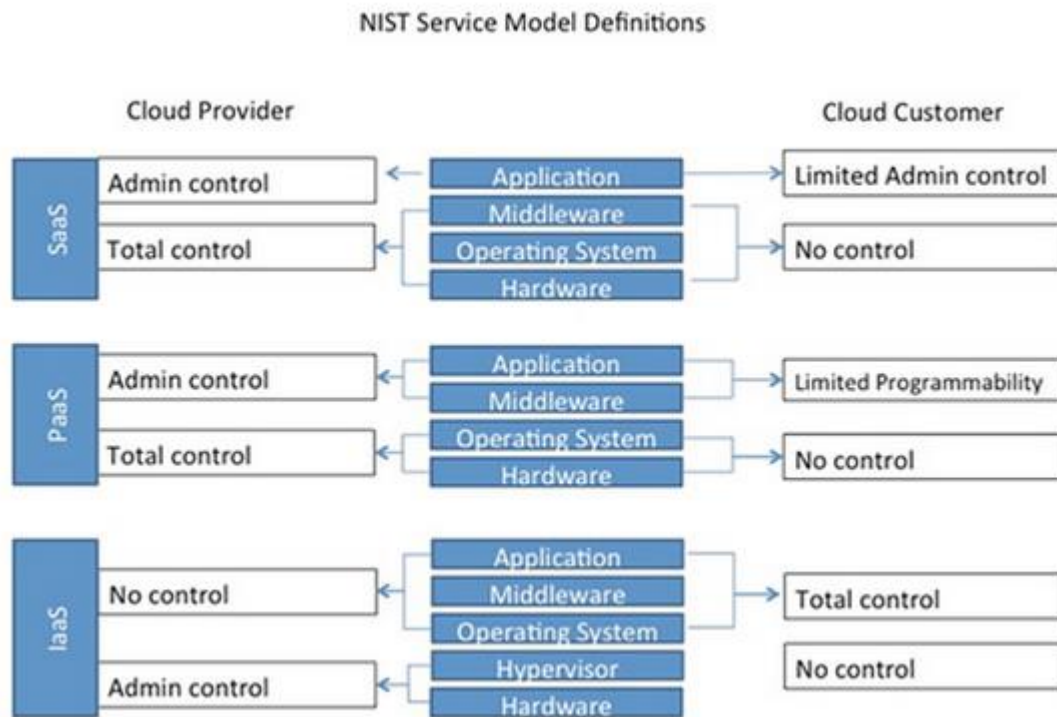 NIST Service Model Definitions
Cloud Provider
Cloud Customer
SaaS
Admin control
Application
Limited Admin control
Middleware
Total control
Operating System
No control
Hardware
PaaS
Admin control
Application
Limited Programmability
Middleware
Total control
Operating System
No control
Hardware
IaaS
Application
No control
Middleware
Total control
Operating System
Hypervisor
No control
Admin control
Hardware